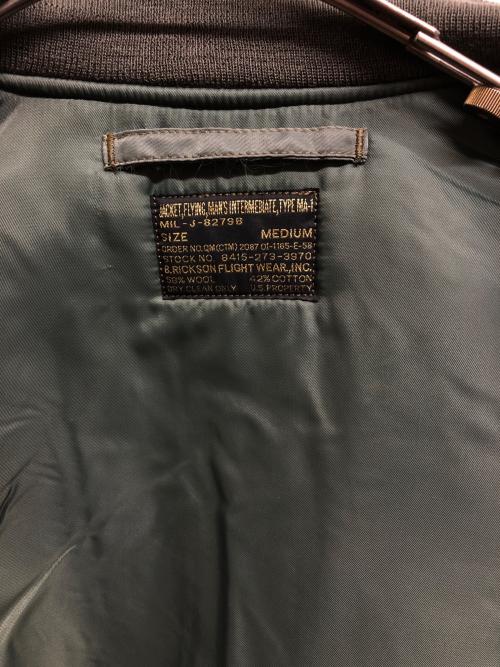 JACKET, FLYING, MAN'S INTERMEDIATE, TYPE MA-1
MIL-J-8279B
SIZE MEDIUM
ORDER NO. QM(CTM) 2087 01-1165-E-58
STOCK NO. 8415-273-3970
B.RICKSON FLIGHT WEAR., INC.
58% WOOL 42% COTTON
DRY CLEAN ONLY U.S. PROPERTY